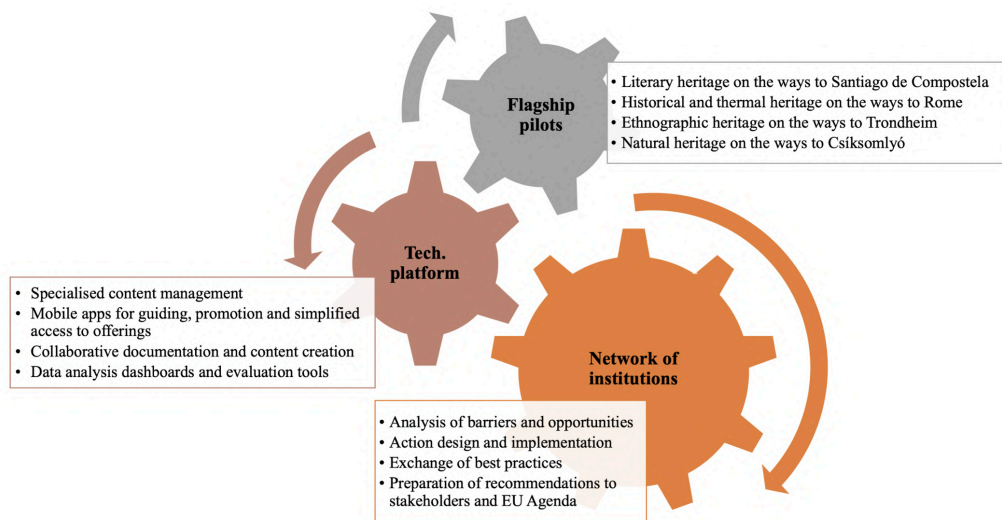 Flagship
pilots
• Literary heritage on the ways to Santiago de Compostela
• Historical and thermal heritage on the ways to Rome
• Ethnographic heritage on the ways to Trondheim
• Natural heritage on the ways to Csíksomlyó
Tech.
platform
• Specialised content management
• Mobile apps for guiding, promotion and simplified
access to offerings
• Collaborative documentation and content creation
• Data analysis dashboards and evaluation tools
Network of
institutions
• Analysis of barriers and opportunities
• Action design and implementation
• Exchange of best practices
• Preparation of recommendations to
stakeholders and EU Agenda